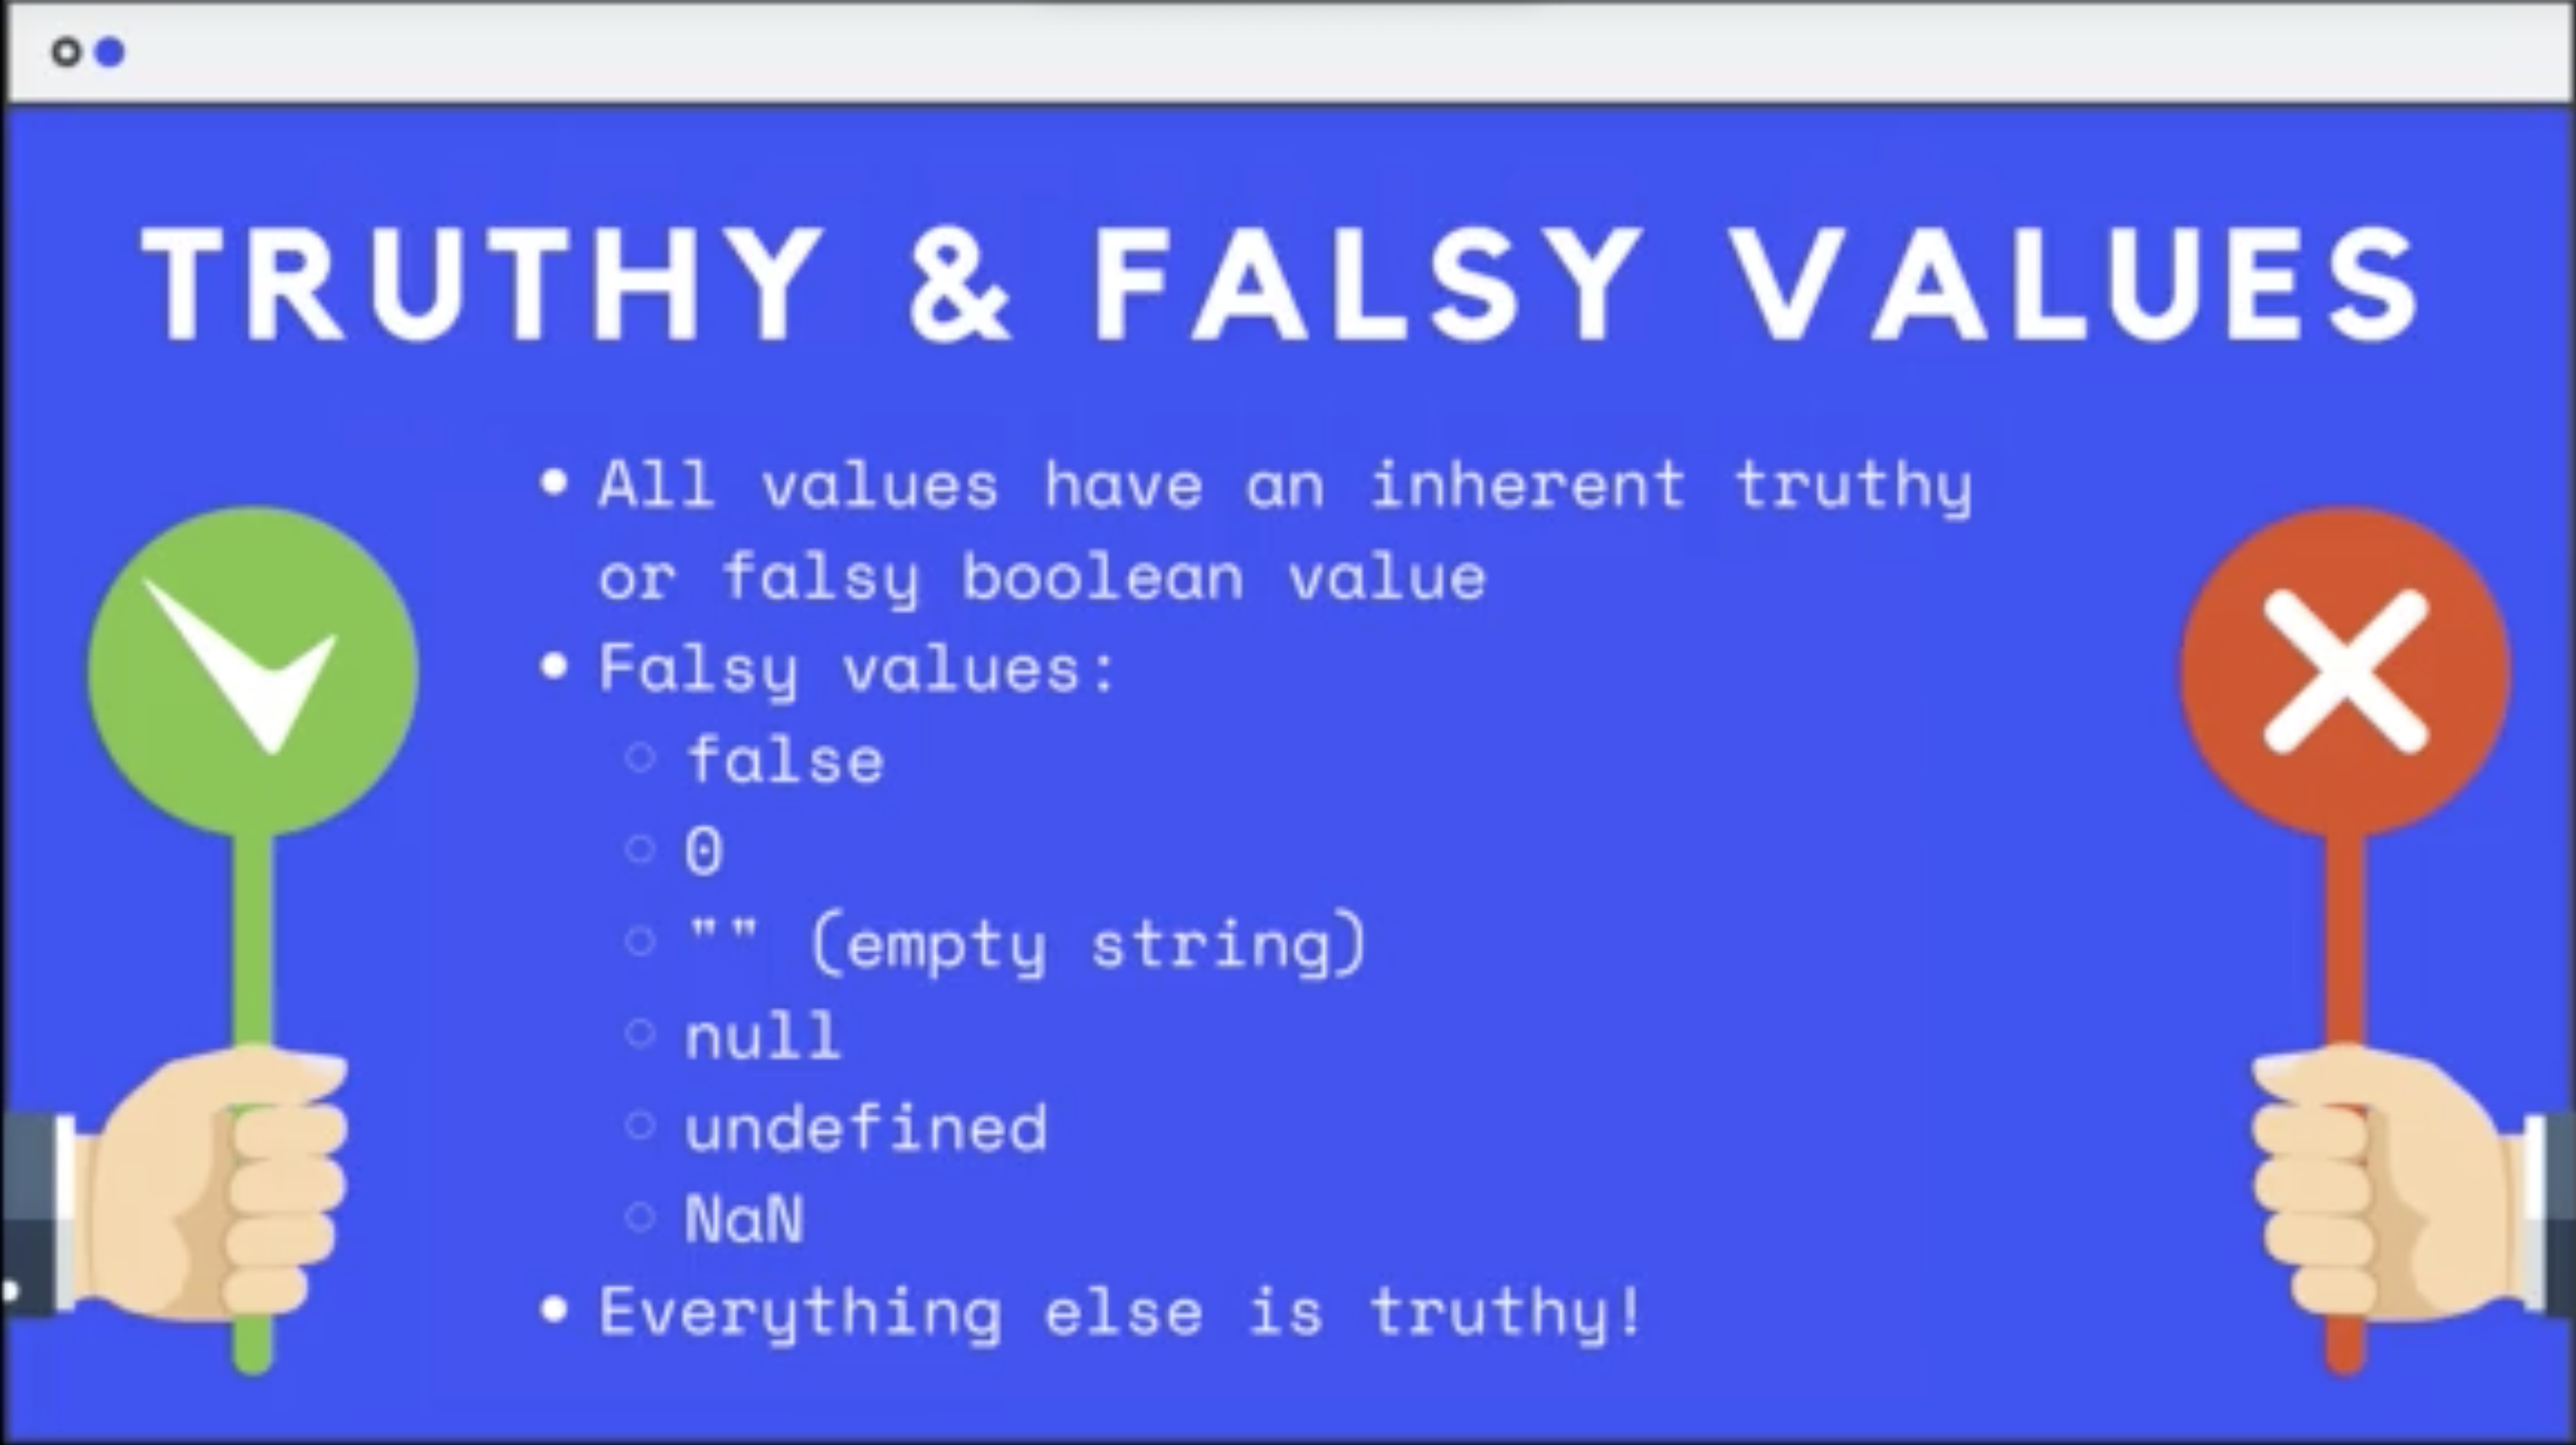 TRUTHY & FALSY VALUES
All values have an inherent truthy
or falsy boolean value
Falsy values:
false
0
"" (empty string)
null
undefined
NaN
Everything else is truthy!